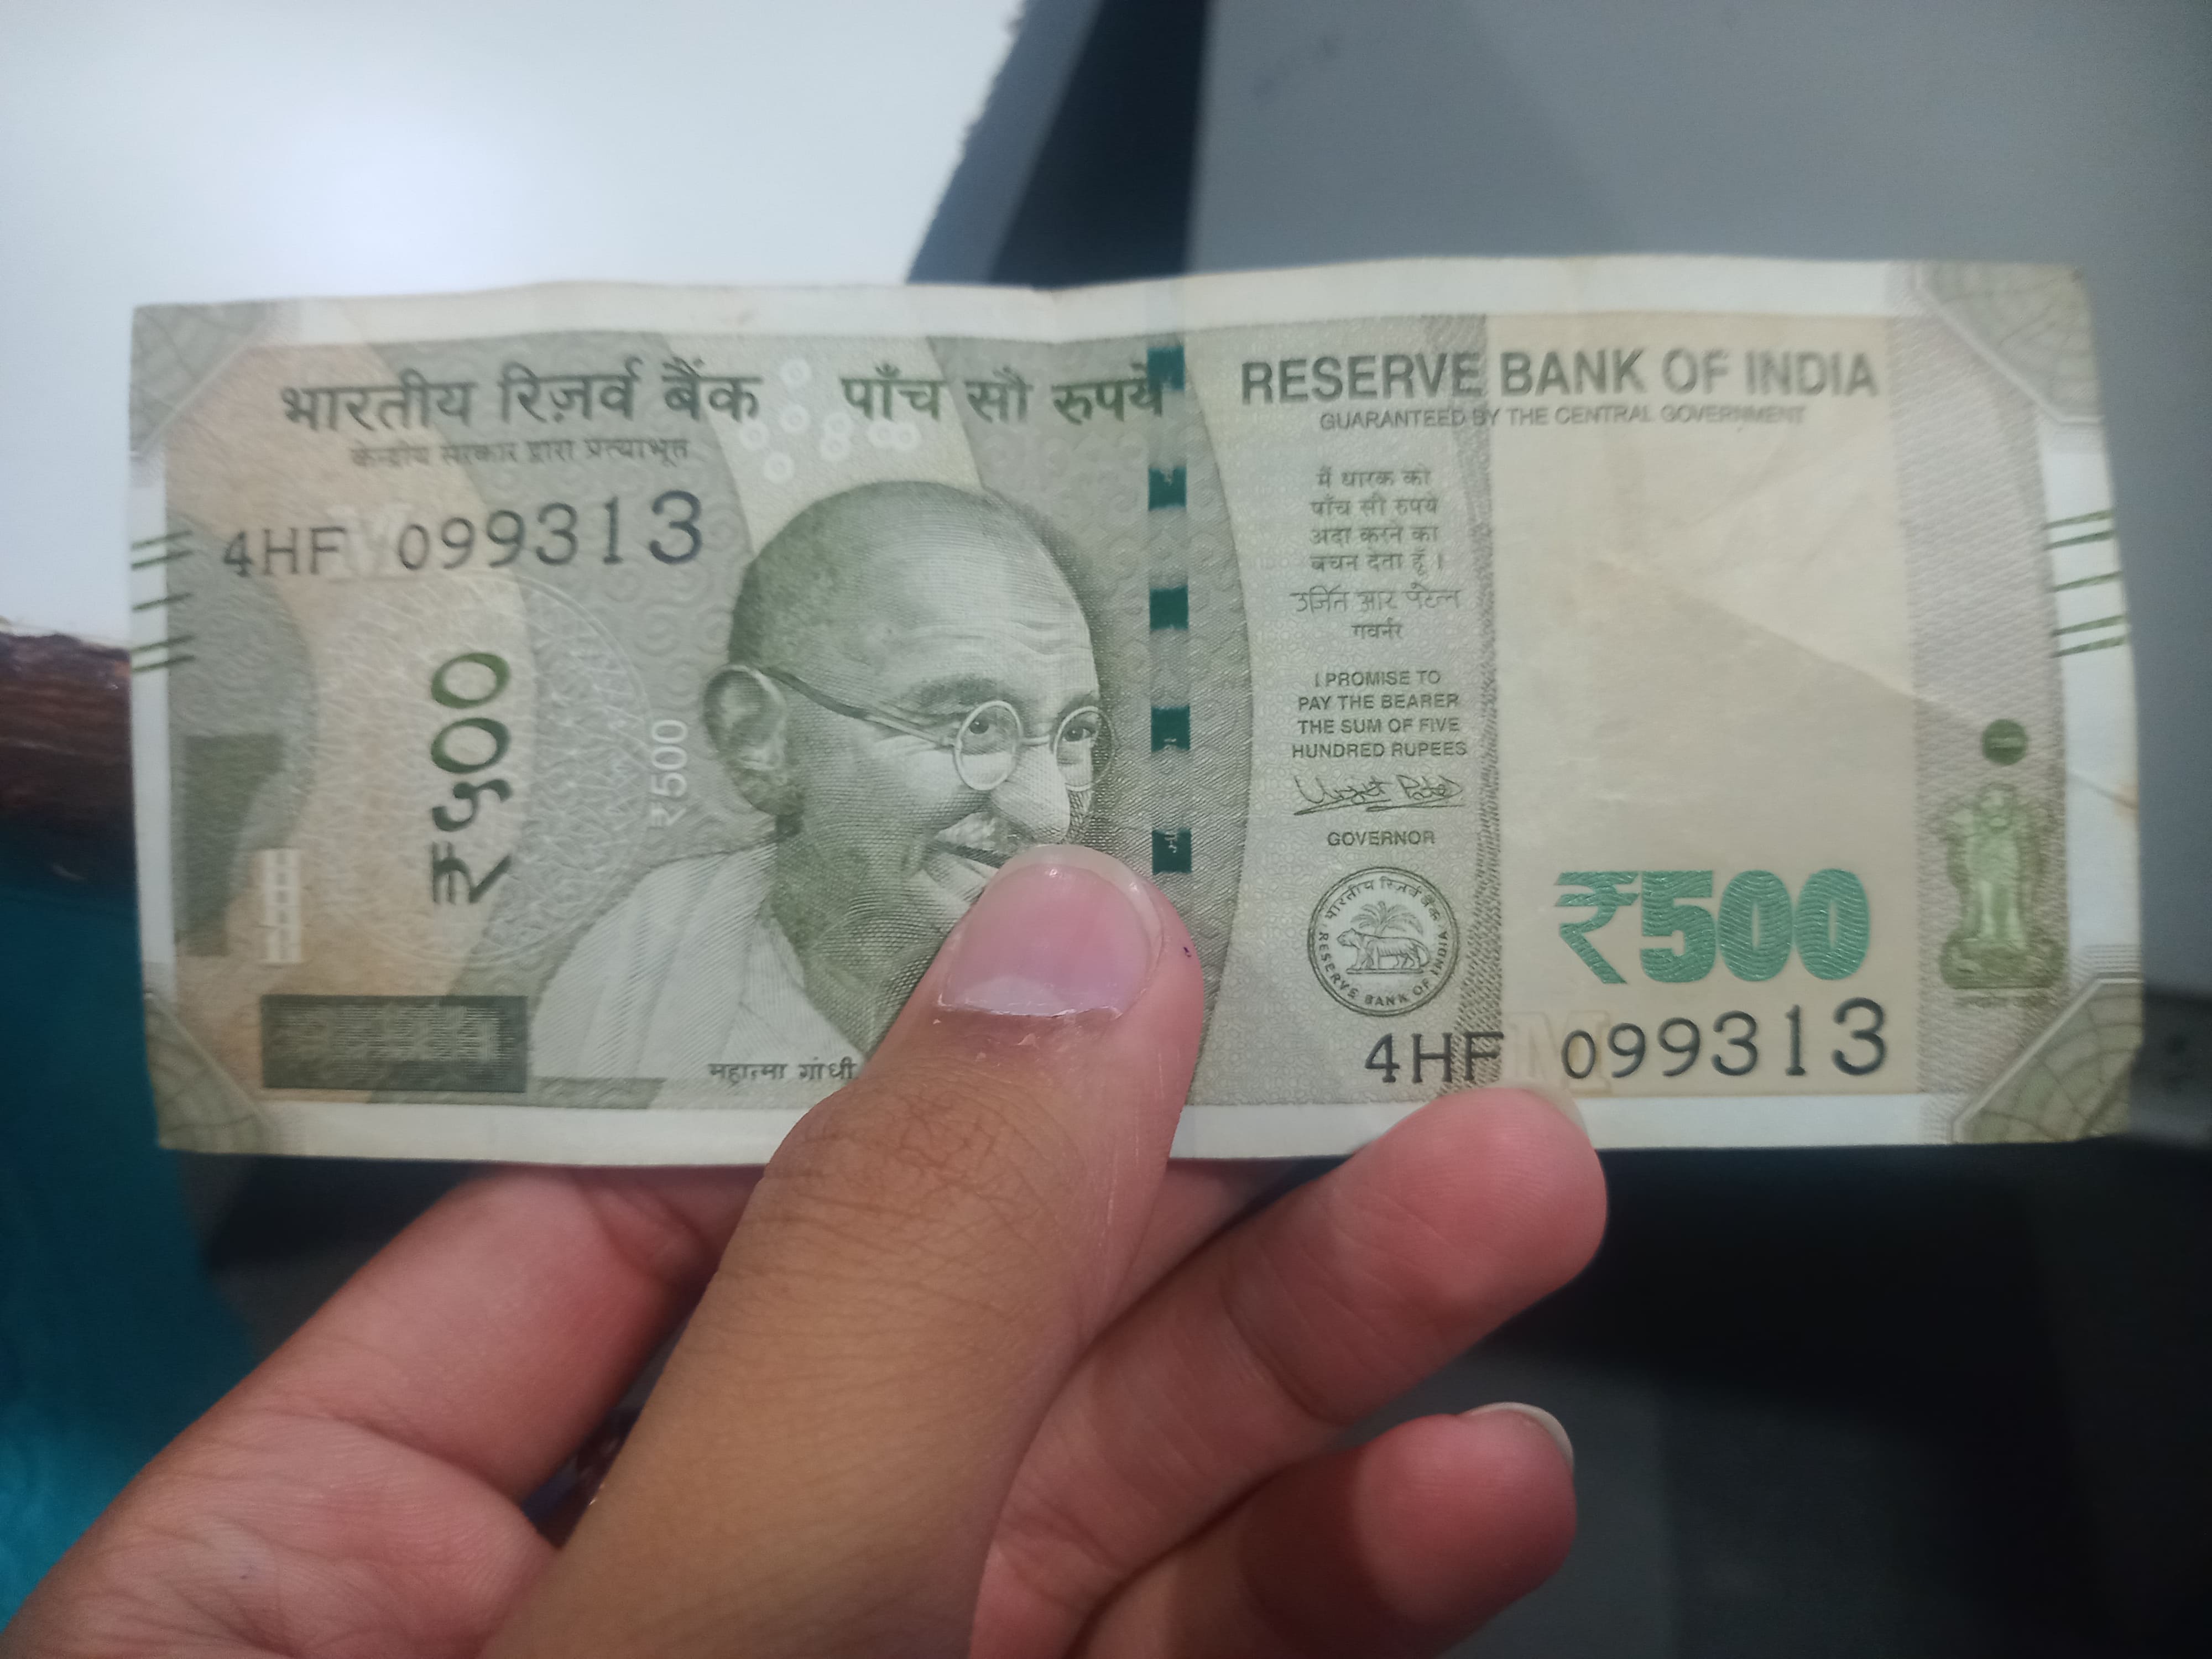 भारतीय रिज़र्व बैंक
केन्द्रीय सरकार द्वारा प्रत्याभूत
पाँच सौ रुपये
4HF 099313
₹५००
₹500
महात्मा गांधी
RESERVE BANK OF INDIA
GUARANTEED BY THE CENTRAL GOVERNMENT
मैं धारक को
पाँच सौ रुपये
अदा करने का
वचन देता हूँ ।
उर्जित आर पटेल
गवर्नर
I PROMISE TO
PAY THE BEARER
THE SUM OF FIVE
HUNDRED RUPEES
Urjit Patel
GOVERNOR
भारतीय रिज़र्व बैंक
RESERVE BANK OF INDIA
₹500
4HF 099313